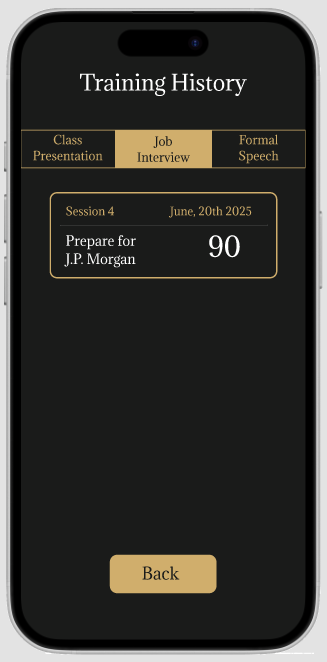 Training History
Class
Presentation
Job
Interview
Formal
Speech
Session 4
June, 20th 2025
Prepare for
J.P. Morgan
90
Back